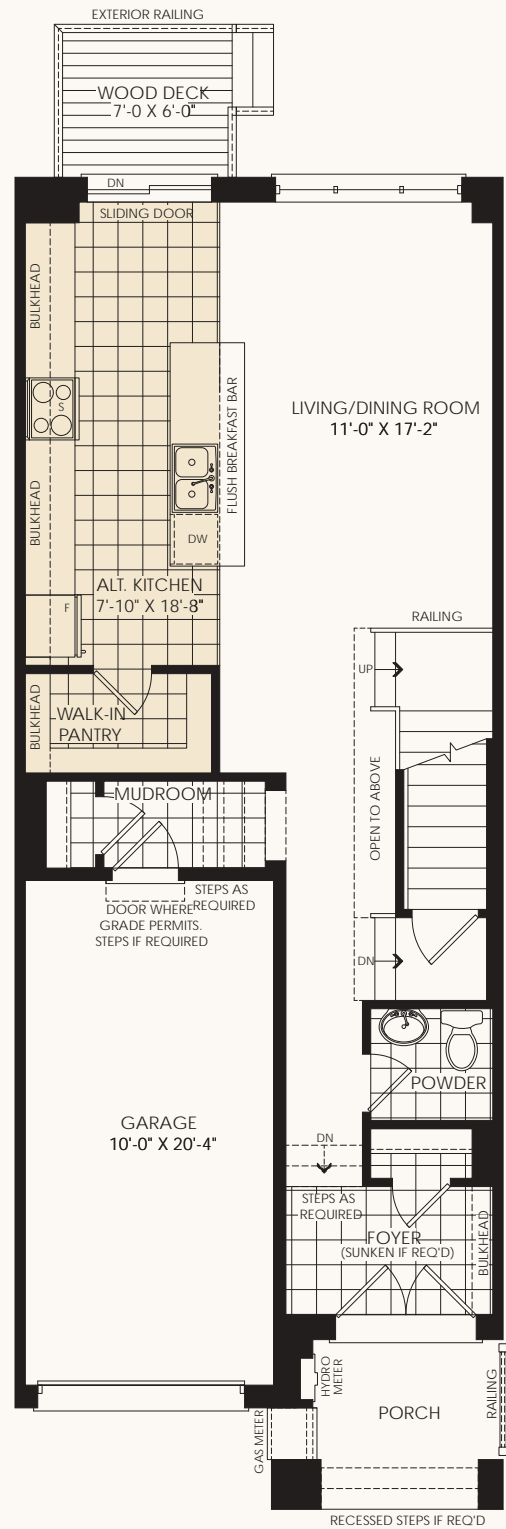 EXTERIOR RAILING
WOOD DECK
7'-0 X 6'-0"
DN
SLIDING DOOR
BULKHEAD
S
FLUSH BREAKFAST BAR
LIVING/DINING ROOM
11'-0" X 17'-2"
BULKHEAD
DW
ALT. KITCHEN
7'-10" X 18'-8"
F
RAILING
UP
BULKHEAD
WALK-IN
PANTRY
OPEN TO ABOVE
MUDROOM
STEPS AS
REQUIRED
DOOR WHERE
GRADE PERMITS.
STEPS IF REQUIRED
DN
POWDER
GARAGE
10'-0" X 20'-4"
DN
STEPS AS
REQUIRED
FOYER
(SUNKEN IF REQ'D)
BULKHEAD
HYDRO
METER
PORCH
RAILING
GAS METER
RECESSED STEPS IF REQ'D